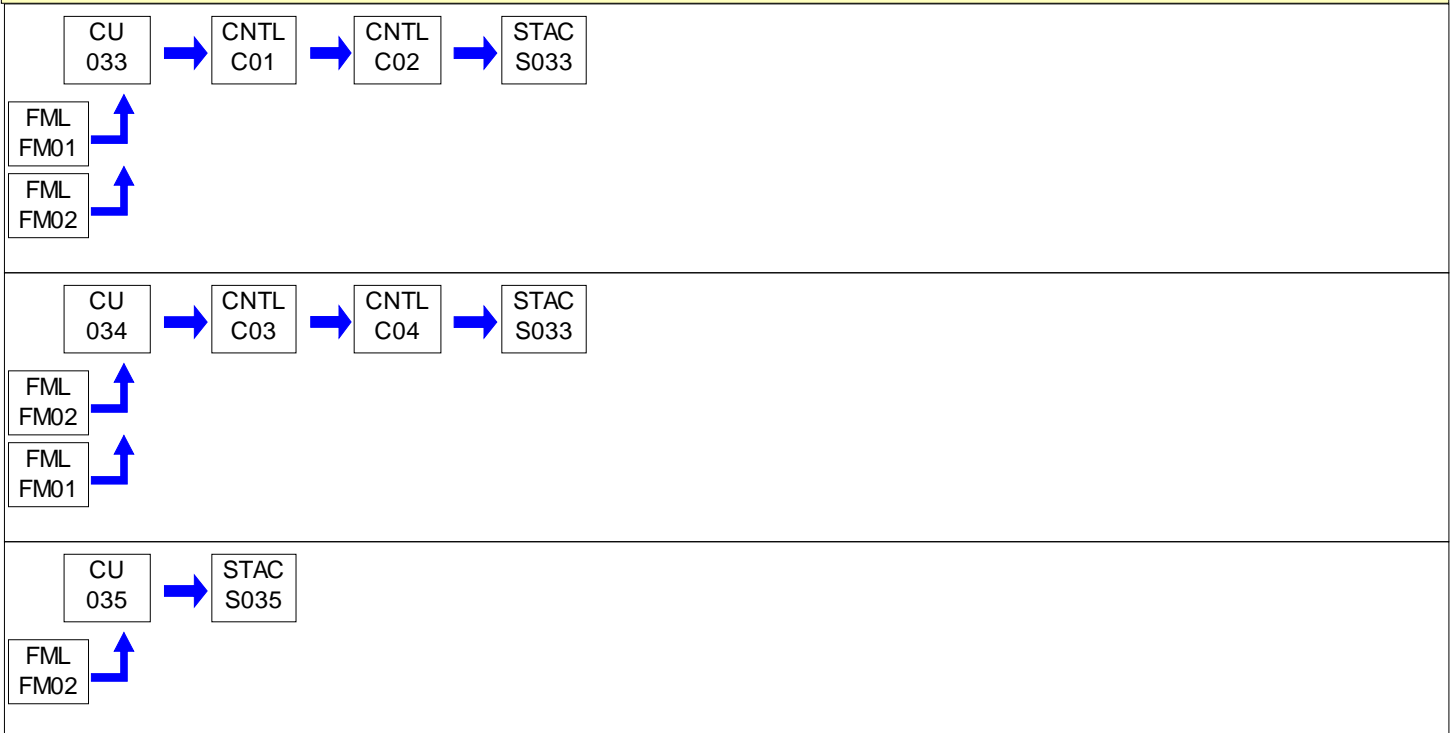 CU
033
CNTL
C01
CNTL
C02
STAC
S033
FML
FM01
FML
FM02
CU
034
CNTL
C03
CNTL
C04
STAC
S033
FML
FM02
FML
FM01
CU
035
STAC
S035
FML
FM02